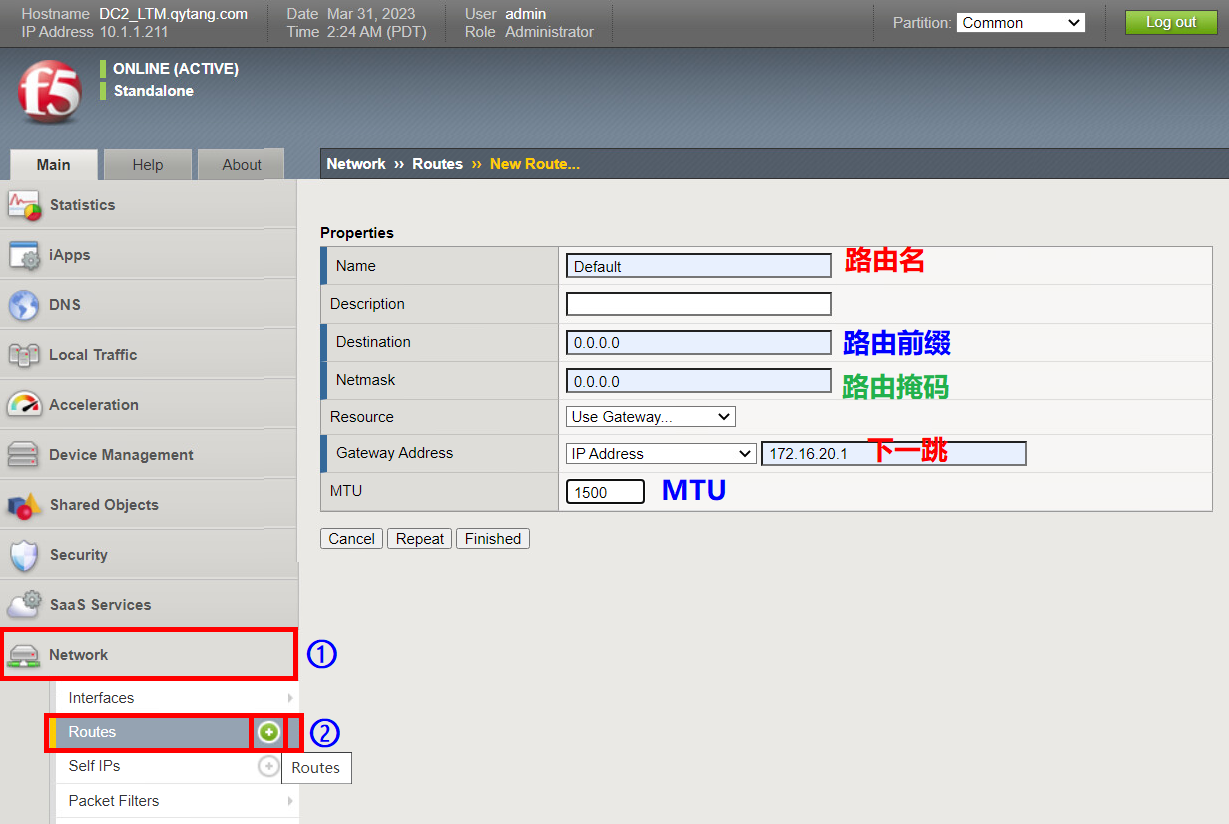 Hostname DC2_LTM.qytang.com Date Mar 31, 2023 User admin
IP Address 10.1.1.211 Time 2:24 AM (PDT) Role Administrator
Partition: Common Log out
f5
ONLINE (ACTIVE)
Standalone
Main Help About
Network ›› Routes ›› New Route...
Statistics
iApps
DNS
Local Traffic
Acceleration
Device Management
Shared Objects
Security
SaaS Services
Network ①
Interfaces
Routes ②
Self IPs
Routes
Packet Filters
Properties
Name Default 路由名
Description
Destination 0.0.0.0 路由前缀
Netmask 0.0.0.0 路由掩码
Resource Use Gateway...
Gateway Address IP Address 172.16.20.1 下一跳
MTU 1500 MTU
Cancel Repeat Finished